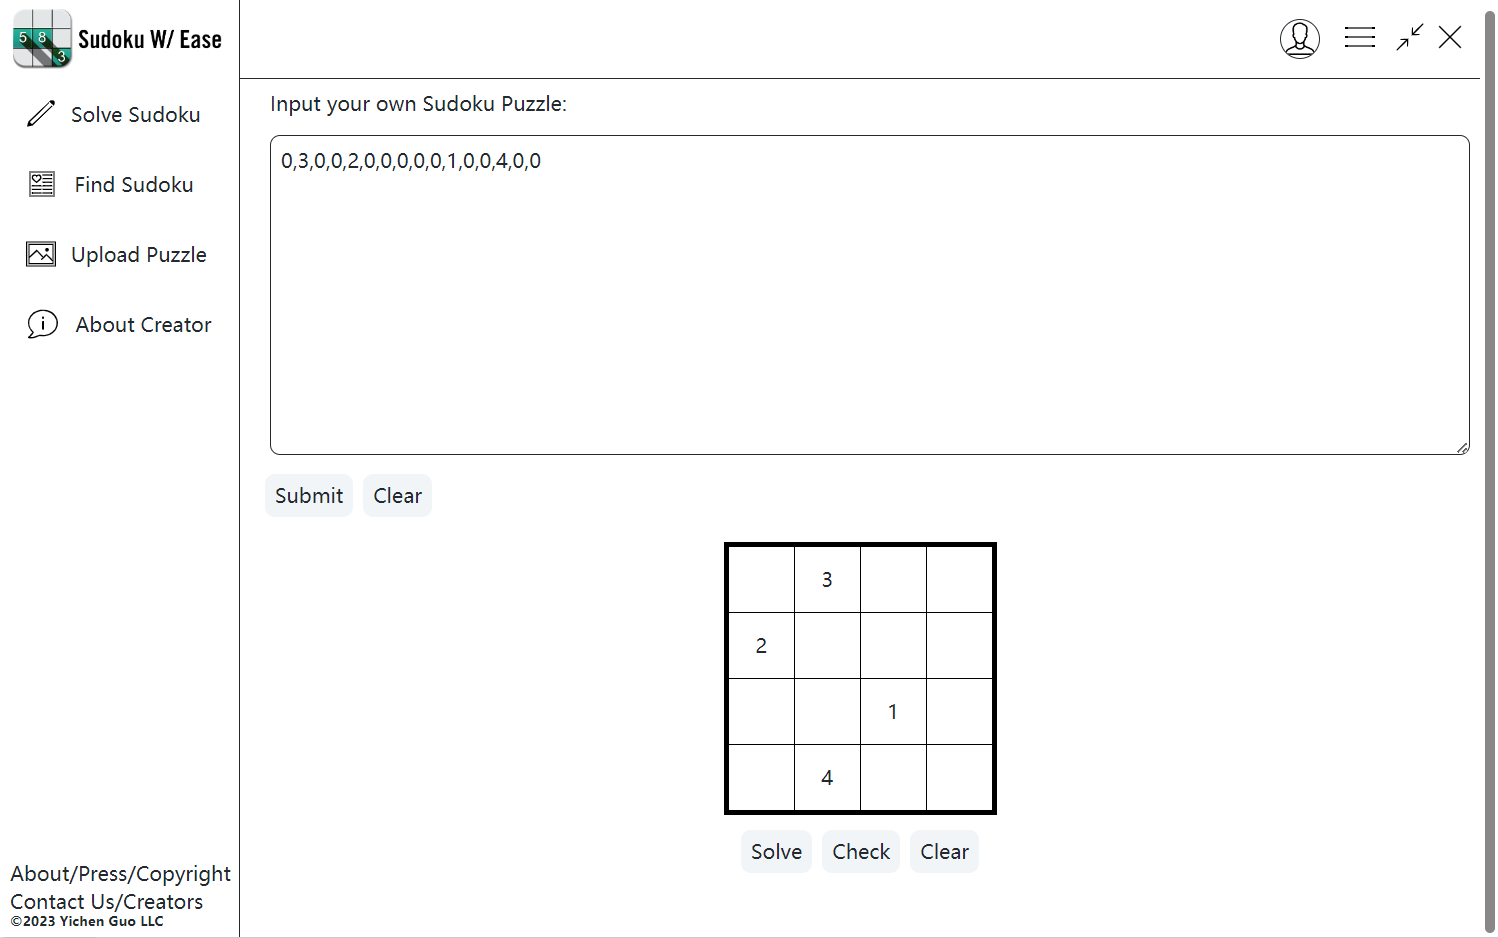 5 8 3
Sudoku W/ Ease
Solve Sudoku
Find Sudoku
Upload Puzzle
About Creator
About/Press/Copyright
Contact Us/Creators
©2023 Yichen Guo LLC
Input your own Sudoku Puzzle:
0,3,0,0,2,0,0,0,0,0,1,0,0,4,0,0
Submit Clear
3
2
1
4
Solve Check Clear